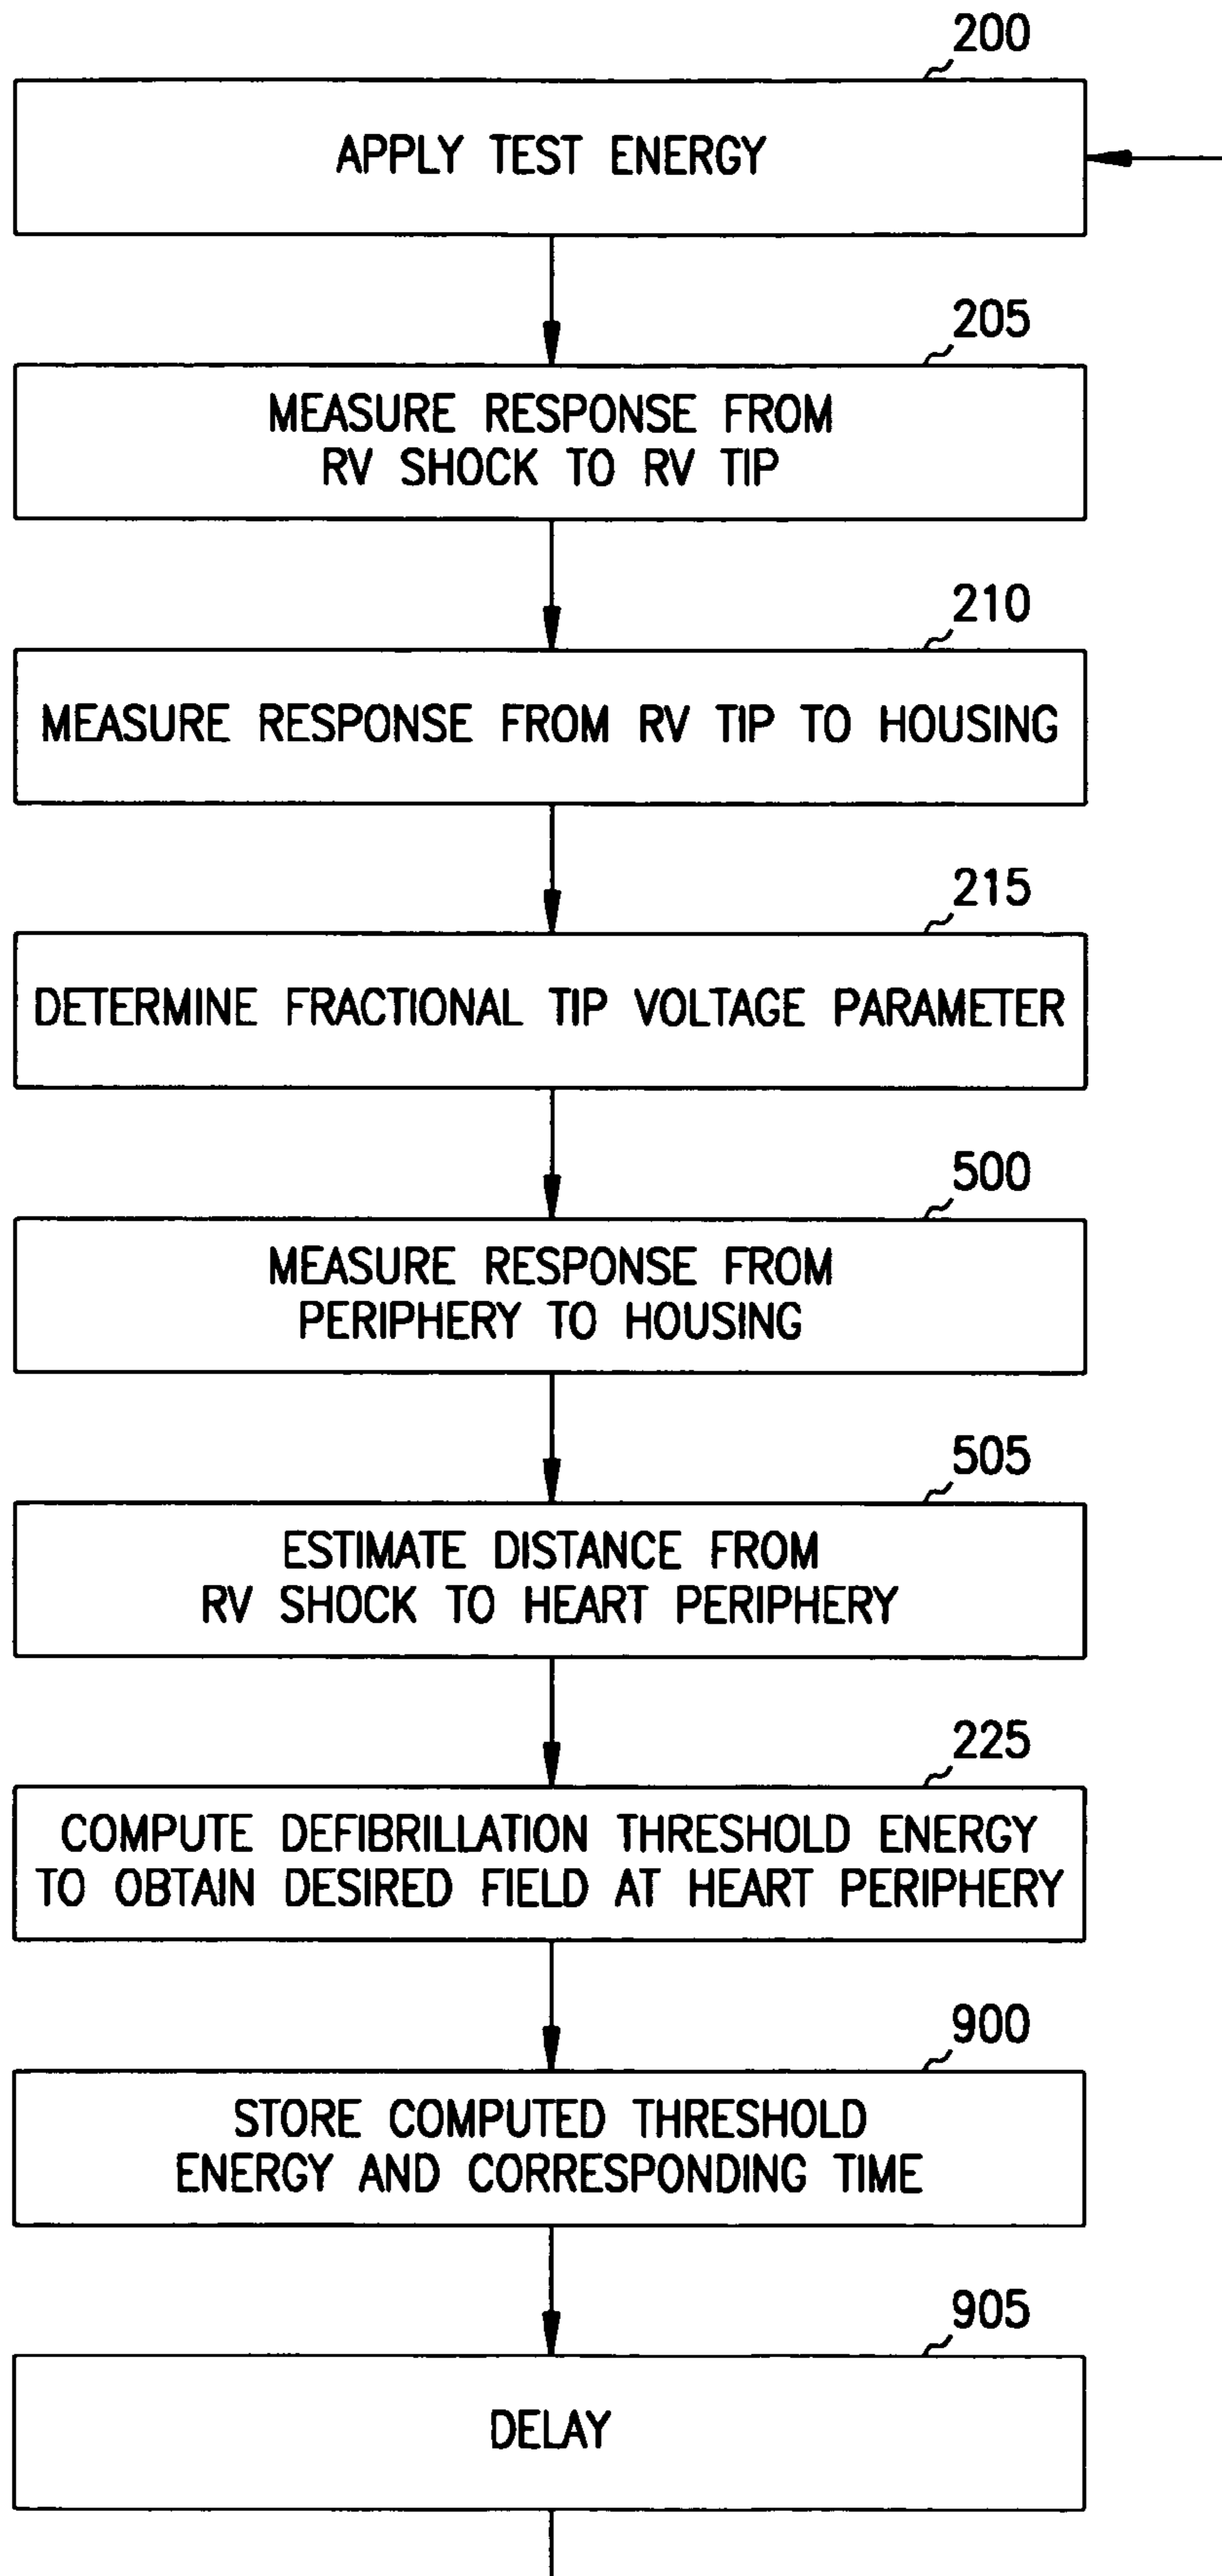 200
APPLY TEST ENERGY
205
MEASURE RESPONSE FROM
RV SHOCK TO RV TIP
210
MEASURE RESPONSE FROM RV TIP TO HOUSING
215
DETERMINE FRACTIONAL TIP VOLTAGE PARAMETER
500
MEASURE RESPONSE FROM
PERIPHERY TO HOUSING
505
ESTIMATE DISTANCE FROM
RV SHOCK TO HEART PERIPHERY
225
COMPUTE DEFIBRILLATION THRESHOLD ENERGY
TO OBTAIN DESIRED FIELD AT HEART PERIPHERY
900
STORE COMPUTED THRESHOLD
ENERGY AND CORRESPONDING TIME
905
DELAY